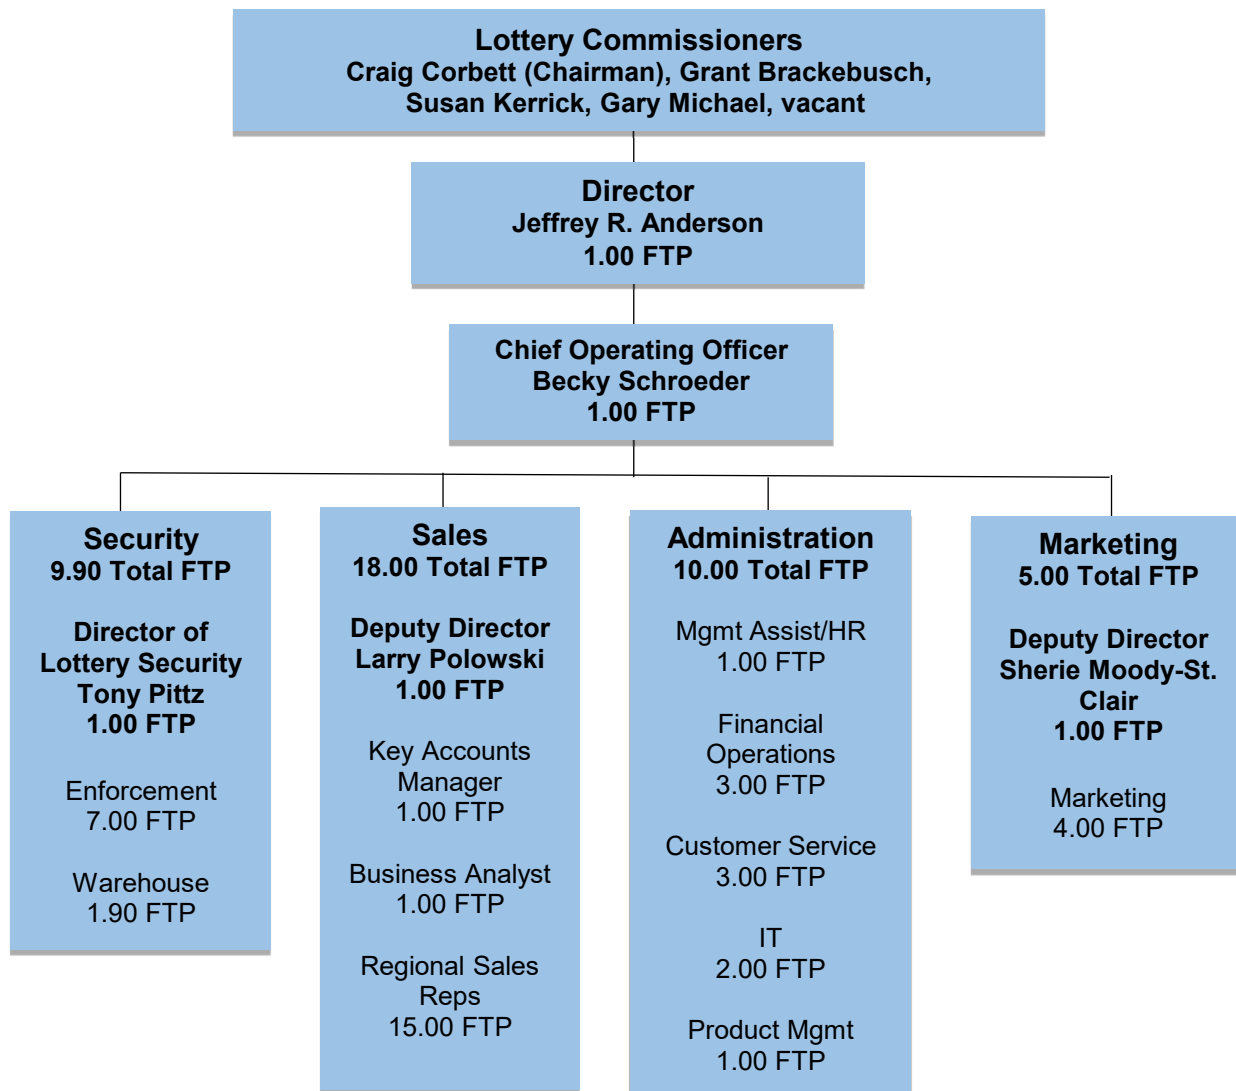 Lottery Commissioners
Craig Corbett (Chairman), Grant Brackebusch,
Susan Kerrick, Gary Michael, vacant
Director
Jeffrey R. Anderson
1.00 FTP
Chief Operating Officer
Becky Schroeder
1.00 FTP
Security
9.90 Total FTP
Director of
Lottery Security
Tony Pittz
1.00 FTP
Enforcement
7.00 FTP
Warehouse
1.90 FTP
Sales
18.00 Total FTP
Deputy Director
Larry Polowski
1.00 FTP
Key Accounts
Manager
1.00 FTP
Business Analyst
1.00 FTP
Regional Sales
Reps
15.00 FTP
Administration
10.00 Total FTP
Mgmt Assist/HR
1.00 FTP
Financial
Operations
3.00 FTP
Customer Service
3.00 FTP
IT
2.00 FTP
Product Mgmt
1.00 FTP
Marketing
5.00 Total FTP
Deputy Director
Sherie Moody-St.
Clair
1.00 FTP
Marketing
4.00 FTP